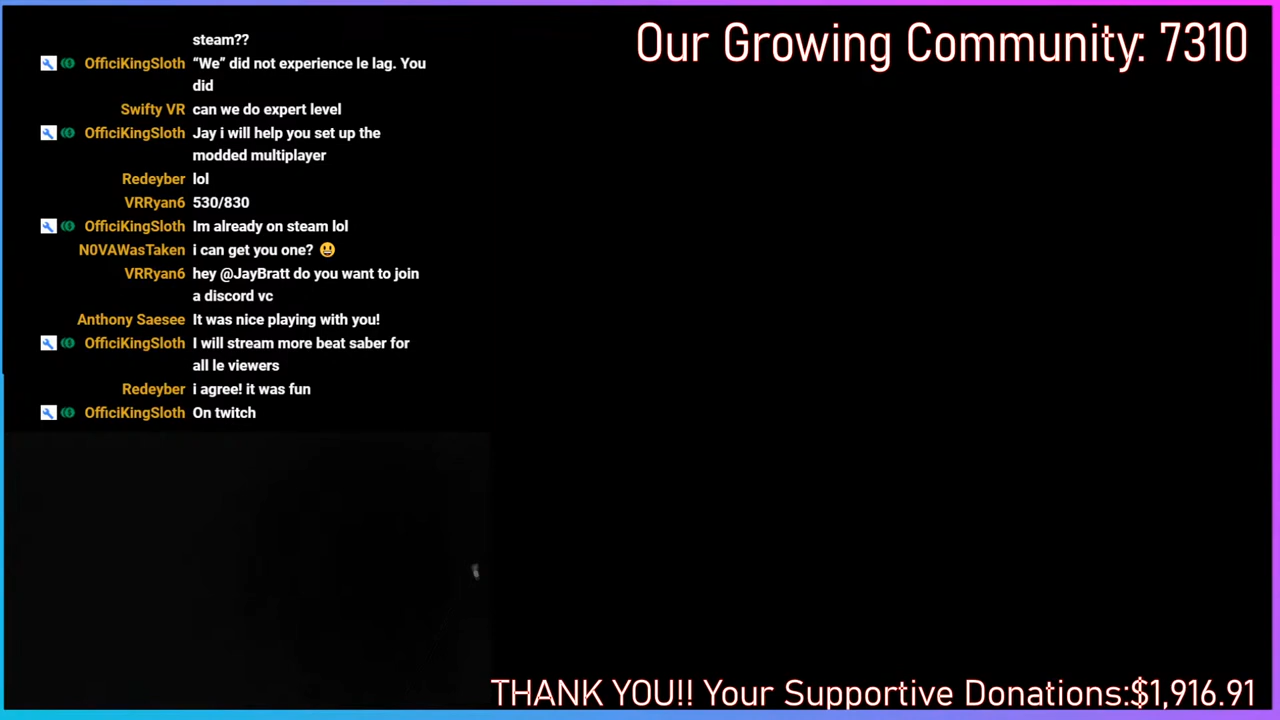 Our Growing Community: 7310
steam??
OfficiKingSloth “We” did not experience le lag. You
did
Swifty VR can we do expert level
OfficiKingSloth Jay i will help you set up the
modded multiplayer
Redeyber lol
VRRyan6 530/830
OfficiKingSloth Im already on steam lol
N0VAWasTaken i can get you one? 😃
VRRyan6 hey @JayBratt do you want to join
a discord vc
Anthony Saesee It was nice playing with you!
OfficiKingSloth I will stream more beat saber for
all le viewers
Redeyber i agree! it was fun
OfficiKingSloth On twitch
THANK YOU!! Your Supportive Donations:$1,916.91